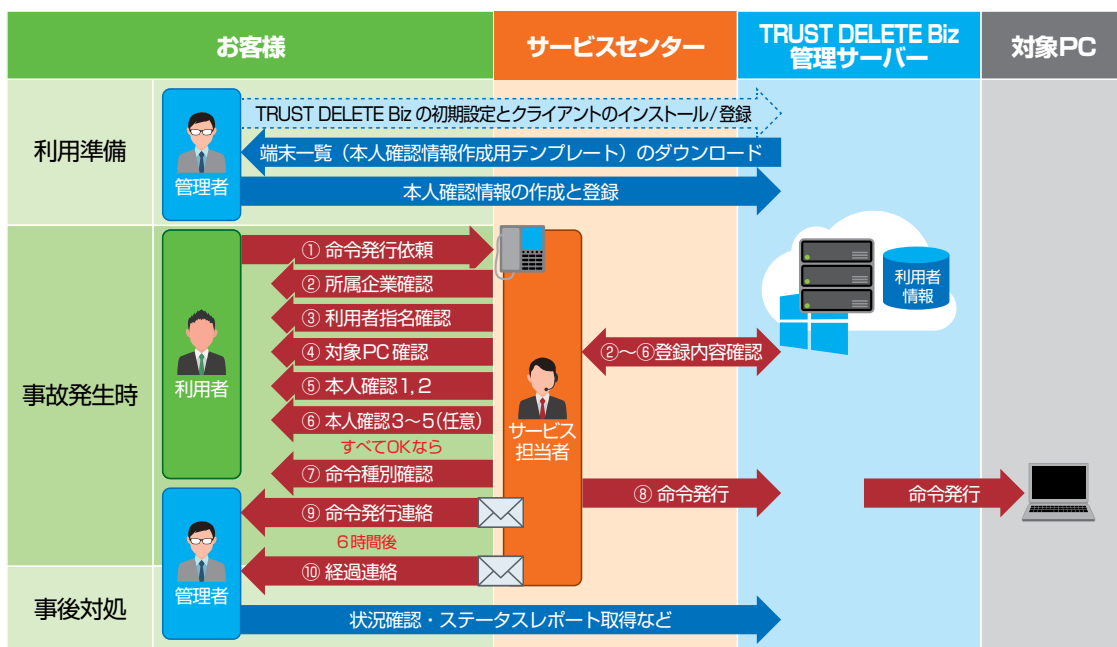 お客様
サービスセンター
TRUST DELETE Biz
管理サーバー
対象PC
利用準備
管理者
TRUST DELETE Biz の初期設定とクライアントのインストール/登録
端末一覧(本人確認情報作成用テンプレート)のダウンロード
本人確認情報の作成と登録
事故発生時
利用者
① 命令発行依頼
② 所属企業確認
③ 利用者指名確認
④ 対象PC確認
⑤ 本人確認1,2
⑥ 本人確認3~5(任意)
すべてOKなら
⑦ 命令種別確認
サービス
担当者
②~⑥登録内容確認
利用者
情報
⑧ 命令発行
命令発行
⑨ 命令発行連絡
6時間後
⑩ 経過連絡
管理者
事後対処
状況確認・ステータスレポート取得など